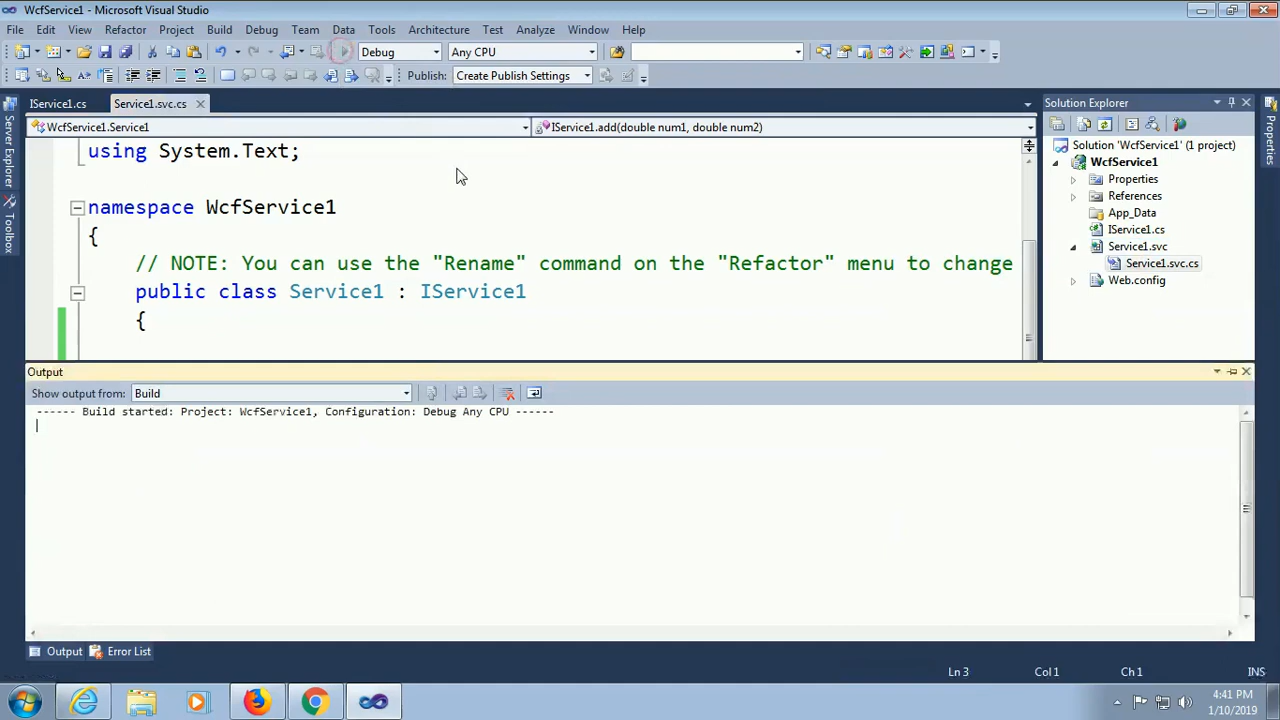 WcfService1 - Microsoft Visual Studio
File Edit View Refactor Project Build Debug Team Data Tools Architecture Test Analyze Window Help
Debug Any CPU
Publish: Create Publish Settings
IService1.cs Service1.svc.cs
WcfService1.Service1 IService1.add(double num1, double num2)
using System.Text;
namespace WcfService1
{
// NOTE: You can use the "Rename" command on the "Refactor" menu to change
public class Service1 : IService1
{
Server Explorer
Toolbox
Solution Explorer
Solution 'WcfService1' (1 project)
WcfService1
Properties
References
App_Data
IService1.cs
Service1.svc
Service1.svc.cs
Web.config
Properties
Output
Show output from: Build
------ Build started: Project: WcfService1, Configuration: Debug Any CPU ------
Output Error List
Ln 3 Col 1 Ch 1 INS
4:41 PM
1/10/2019